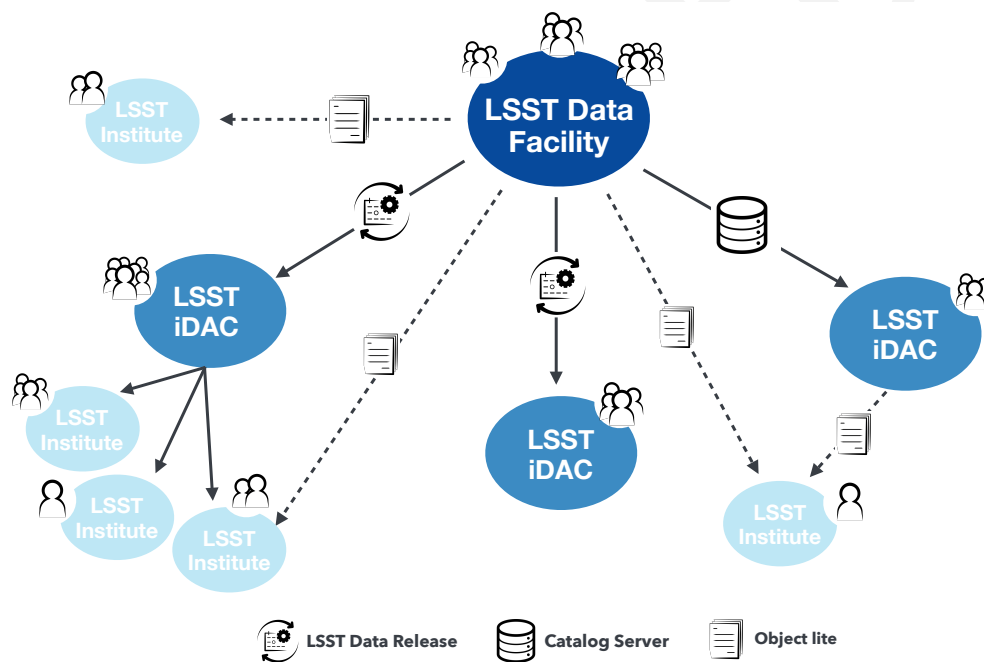 LSST Data
Facility
LSST
Institute
LSST
iDAC
LSST
iDAC
LSST
iDAC
LSST
Institute
LSST
Institute
LSST
Institute
LSST
Institute
LSST Data Release
Catalog Server
Object lite